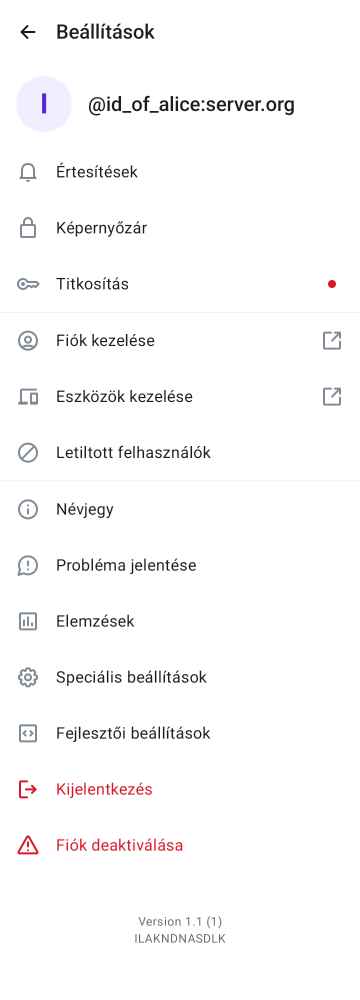 Beállítások
I
@id_of_alice:server.org
Értesítések
Képernyőzár
Titkosítás
Fiók kezelése
Eszközök kezelése
Letiltott felhasználók
Névjegy
Probléma jelentése
Elemzések
Speciális beállítások
Fejlesztői beállítások
Kijelentkezés
Fiók deaktiválása
Version 1.1 (1)
ILAKNDNASDLK